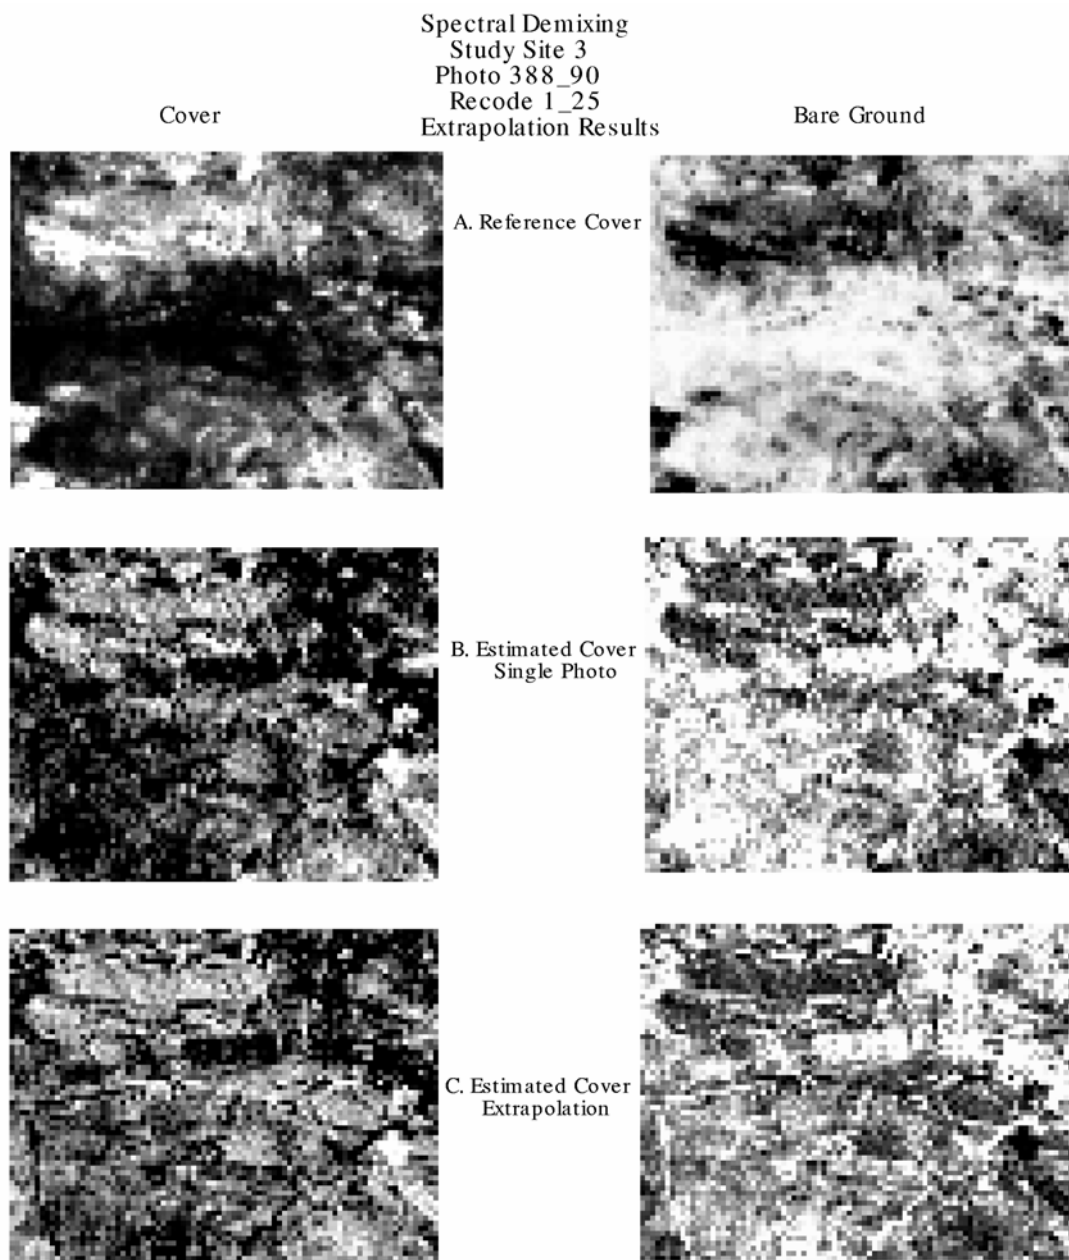 Spectral Demixing
Study Site 3
Photo 388_90
Recode 1_25
Extrapolation Results
Cover
Bare Ground
A. Reference Cover
B. Estimated Cover
Single Photo
C. Estimated Cover
Extrapolation